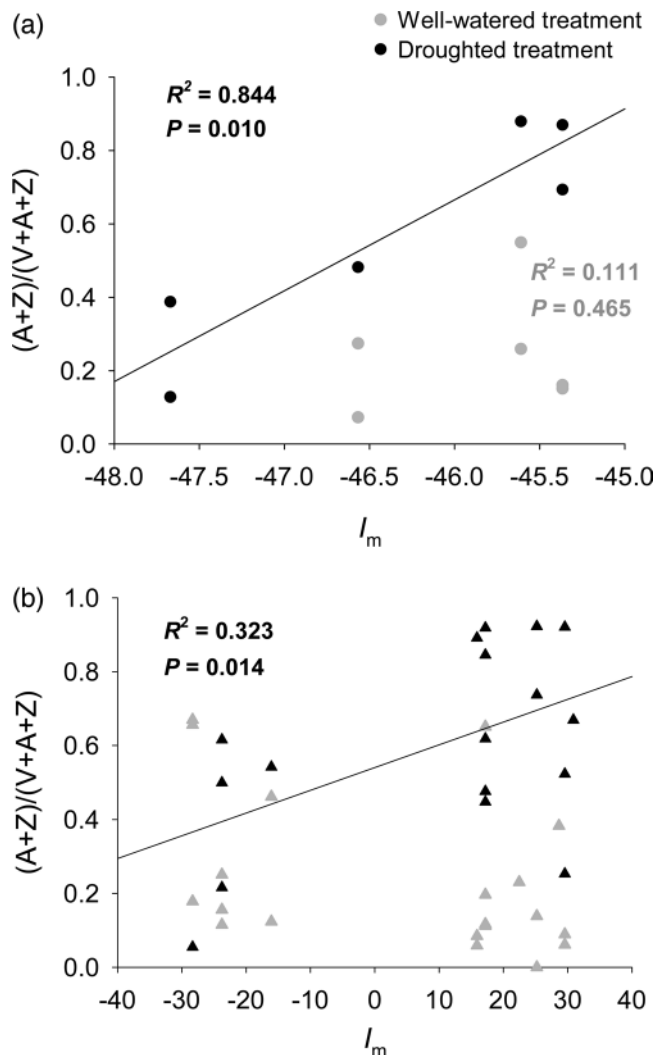 (a)
Well-watered treatment
Droughted treatment
1.0
0.8
0.6
0.4
0.2
0.0
(A+Z)/(V+A+Z)
R² = 0.844
P = 0.010
R² = 0.111
P = 0.465
-48.0 -47.5 -47.0 -46.5 -46.0 -45.5 -45.0
Im
(b)
1.0
0.8
0.6
0.4
0.2
0.0
(A+Z)/(V+A+Z)
R² = 0.323
P = 0.014
-40 -30 -20 -10 0 10 20 30 40
Im